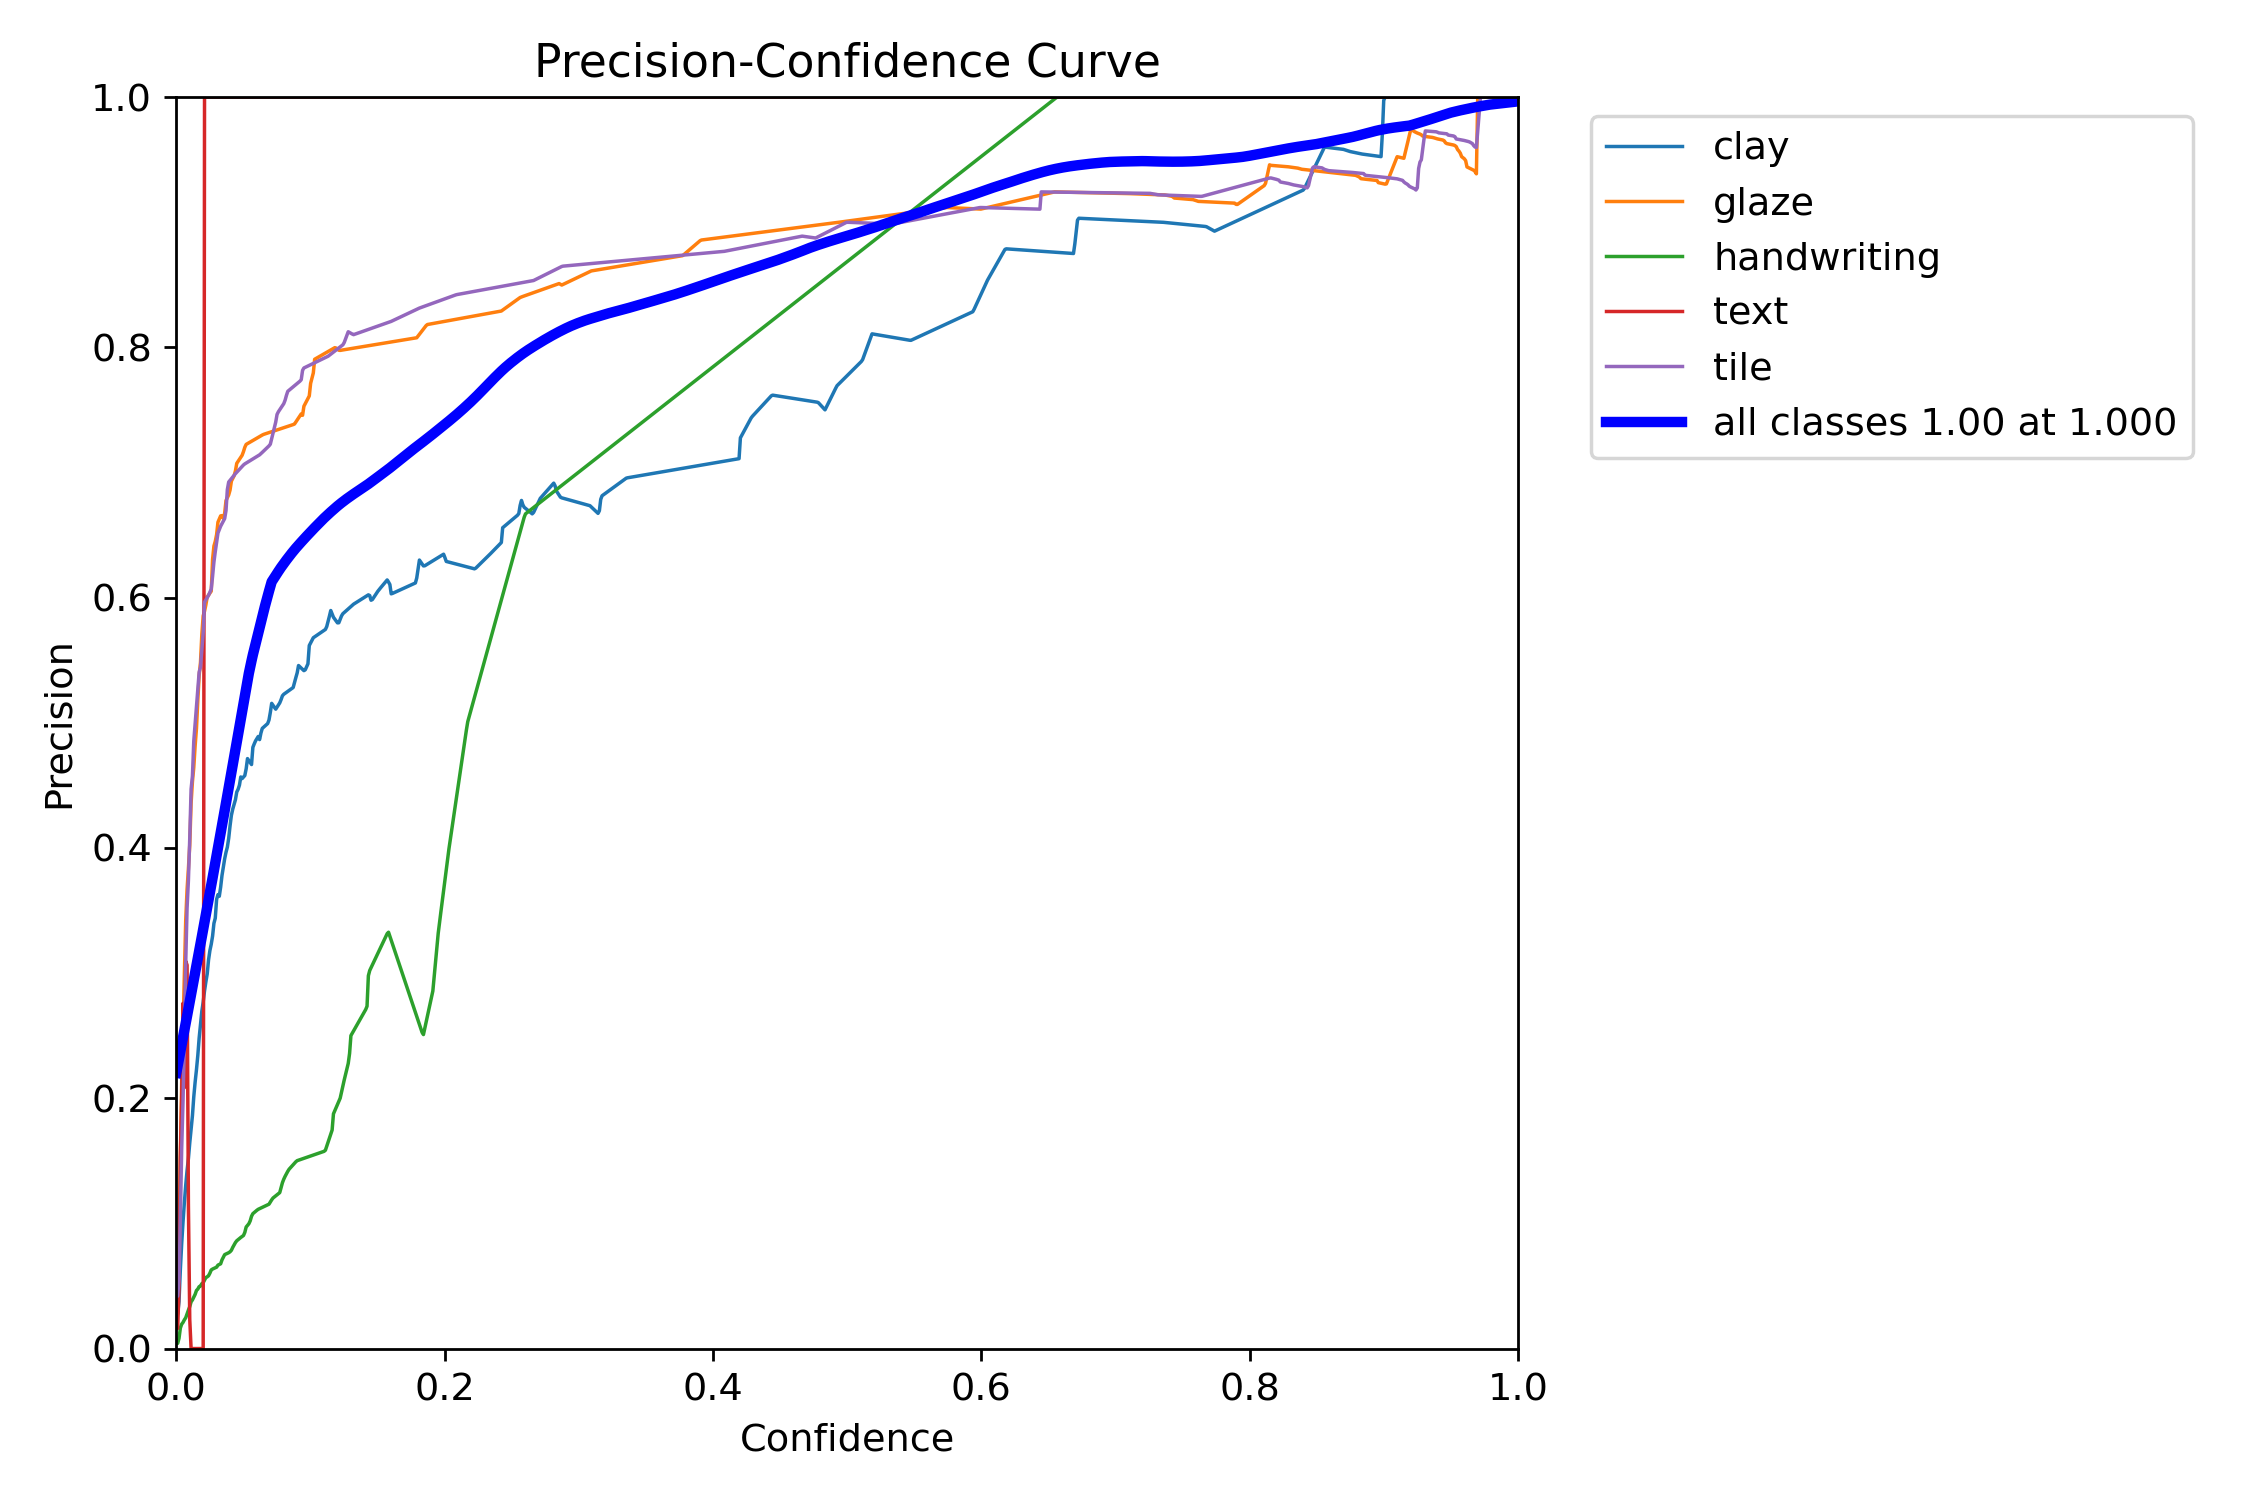 Precision-Confidence Curve
1.0
0.8
0.6
0.4
0.2
0.0
Precision
0.0 0.2 0.4 0.6 0.8 1.0
Confidence
clay
glaze
handwriting
text
tile
all classes 1.00 at 1.000